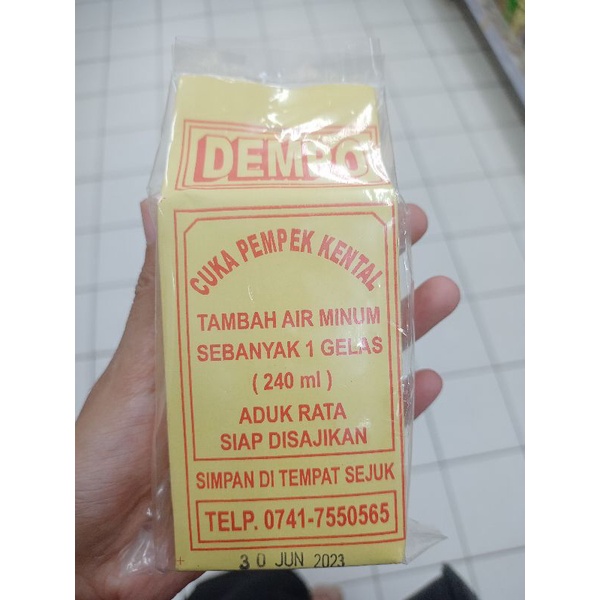 DEMPO
CUKA PEMPEK KENTAL
TAMBAH AIR MINUM
SEBANYAK 1 GELAS
( 240 ml )
ADUK RATA
SIAP DISAJIKAN
SIMPAN DI TEMPAT SEJUK
TELP. 0741-7550565
30 JUN 2023